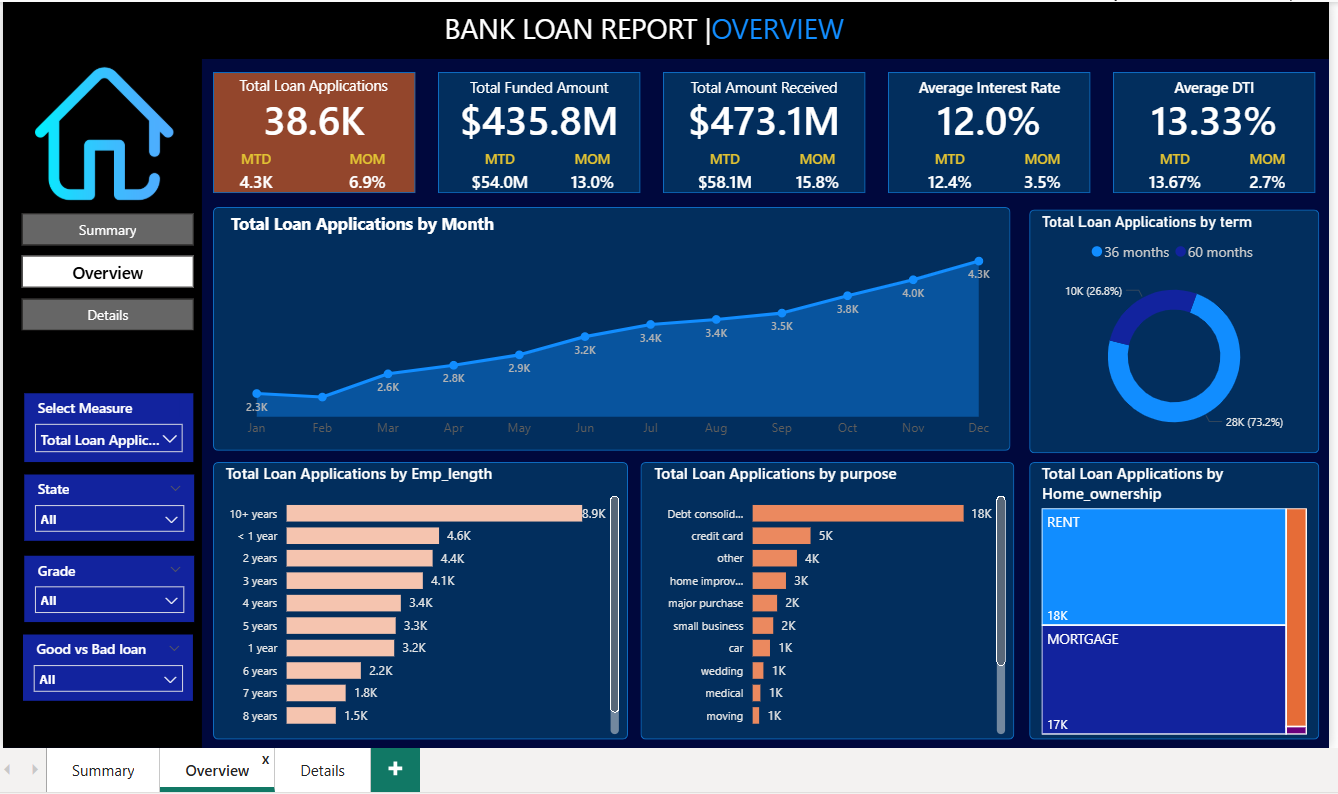 BANK LOAN REPORT |OVERVIEW
Total Loan Applications
38.6K
MTD MOM
4.3K 6.9%
Total Funded Amount
$435.8M
MTD MOM
$54.0M 13.0%
Total Amount Received
$473.1M
MTD MOM
$58.1M 15.8%
Average Interest Rate
12.0%
MTD MOM
12.4% 3.5%
Average DTI
13.33%
MTD MOM
13.67% 2.7%
Summary
Overview
Details
Select Measure
Total Loan Applic...
State
All
Grade
All
Good vs Bad loan
All
Total Loan Applications by Month
2.3K
2.6K
2.8K
2.9K
3.2K
3.4K
3.4K
3.5K
3.8K
4.0K
4.3K
Jan Feb Mar Apr May Jun Jul Aug Sep Oct Nov Dec
Total Loan Applications by term
36 months 60 months
10K (26.8%)
28K (73.2%)
Total Loan Applications by Emp_length
10+ years 8.9K
< 1 year 4.6K
2 years 4.4K
3 years 4.1K
4 years 3.4K
5 years 3.3K
1 year 3.2K
6 years 2.2K
7 years 1.8K
8 years 1.5K
Total Loan Applications by purpose
Debt consolid... 18K
credit card 5K
other 4K
home improv... 3K
major purchase 2K
small business 2K
car 1K
wedding 1K
medical 1K
moving 1K
Total Loan Applications by
Home_ownership
RENT
18K
MORTGAGE
17K
Summary Overview x Details +